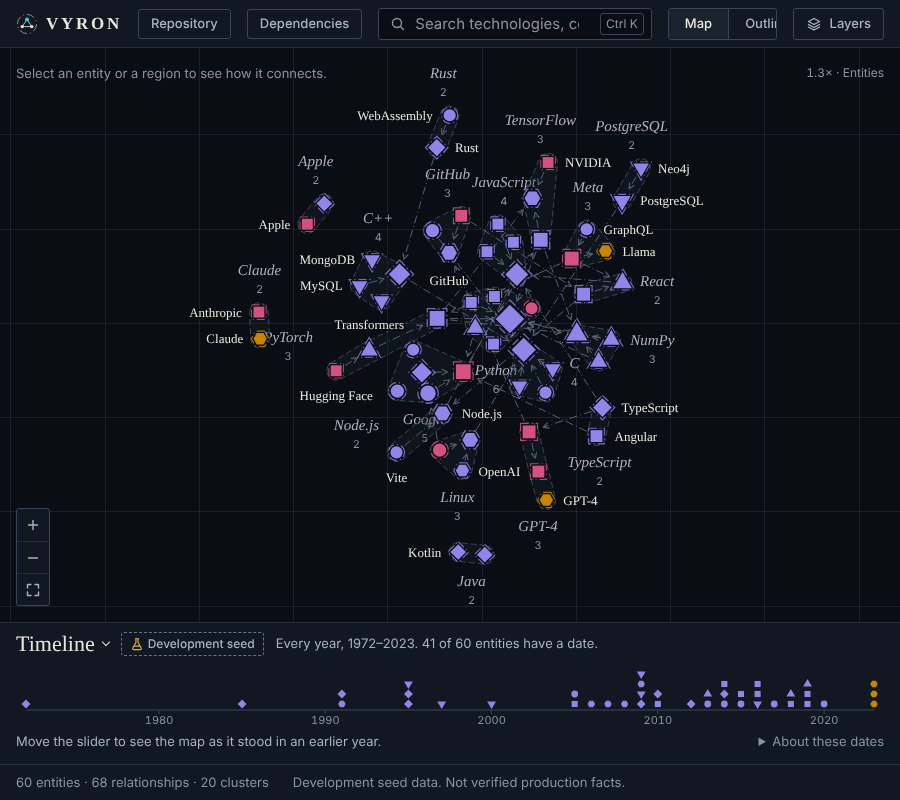 VYRON
Repository
Dependencies
Search technologies, c
Ctrl K
Map
Layers
Select an entity or a region to see how it connects.
1.3× · Entities
Rust
2
WebAssembly
Rust
TensorFlow
3
PostgreSQL
2
NVIDIA
Neo4j
Apple
2
GitHub
3
JavaScript
4
Meta
3
PostgreSQL
Apple
C++
4
GraphQL
Llama
MongoDB
Claude
2
MySQL
GitHub
React
2
Anthropic
Transformers
Claude
PyTorch
3
NumPy
3
Python
6
C
4
Hugging Face
Node.js
2
5
Node.js
TypeScript
Angular
Vite
OpenAI
TypeScript
2
Linux
3
GPT-4
GPT-4
3
Kotlin
Java
2
+
−
Timeline
Development seed
Every year, 1972–2023. 41 of 60 entities have a date.
1980
1990
2000
2010
2020
Move the slider to see the map as it stood in an earlier year.
About these dates
60 entities · 68 relationships · 20 clusters
Development seed data. Not verified production facts.